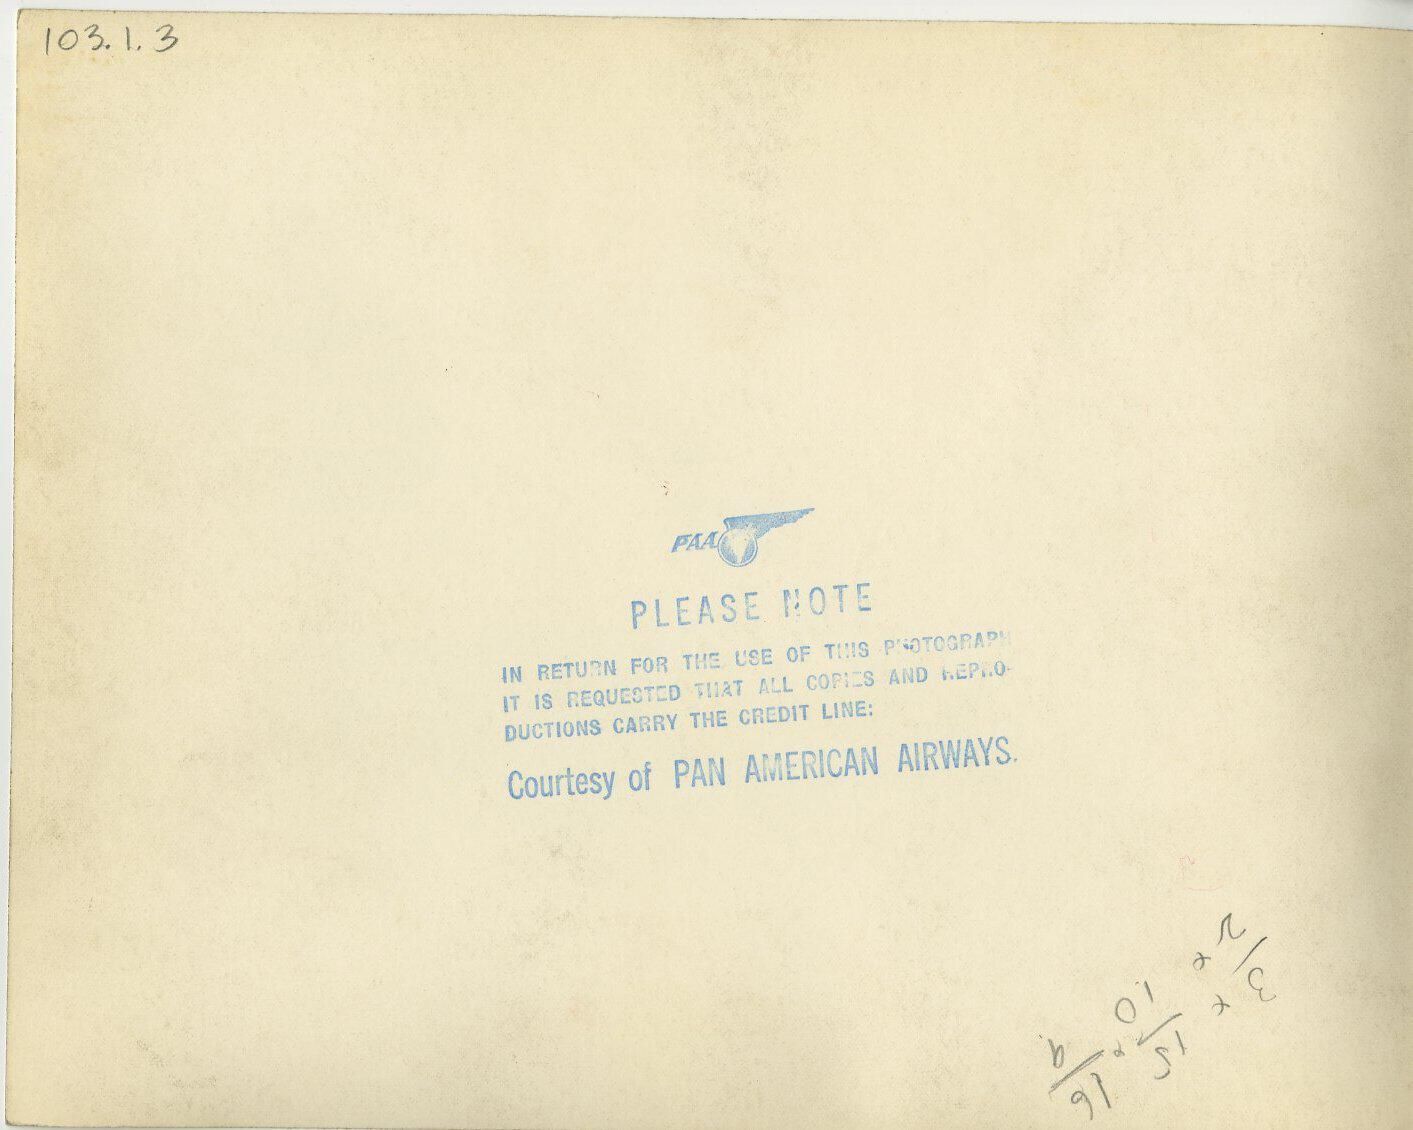 103.1.3
PAA
PLEASE NOTE
IN RETURN FOR THE USE OF THIS PHOTOGRAPH
IT IS REQUESTED THAT ALL COPIES AND REPRO-
DUCTIONS CARRY THE CREDIT LINE:
Courtesy of PAN AMERICAN AIRWAYS.